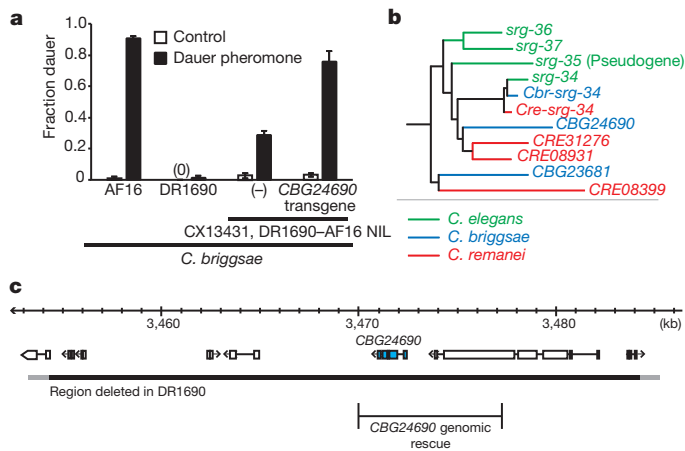 a
1.0
0.8
0.6
0.4
0.2
0
Fraction dauer
Control
Dauer pheromone
(0)
AF16
DR1690
(–)
CBG24690
transgene
CX13431, DR1690–AF16 NIL
C. briggsae
b
srg-36
srg-37
srg-35 (Pseudogene)
srg-34
Cbr-srg-34
Cre-srg-34
CBG24690
CRE31276
CRE08931
CBG23681
CRE08399
C. elegans
C. briggsae
C. remanei
c
3,460
3,470
3,480
(kb)
CBG24690
Region deleted in DR1690
CBG24690 genomic
rescue